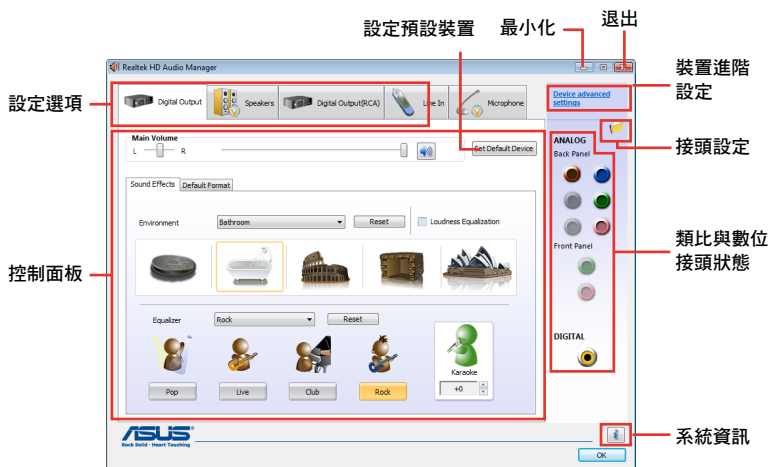 設定預設裝置
最小化
退出
Realtek HD Audio Manager
裝置進階
設定
設定選項
Digital Output
Speakers
Digital Output(RCA)
Line In
Microphone
Device advanced
settings
Main Volume
L
R
Set Default Device
ANALOG
Back Panel
接頭設定
Sound Effects
Default Format
Environment
Bathroom
Reset
Loudness Equalization
Front Panel
類比與數位
接頭狀態
控制面板
Equalizer
Rock
Reset
DIGITAL
Karaoke
Pop
Live
Club
Rock
+0
ASUS
Rock Solid · Heart Touching
系統資訊
OK